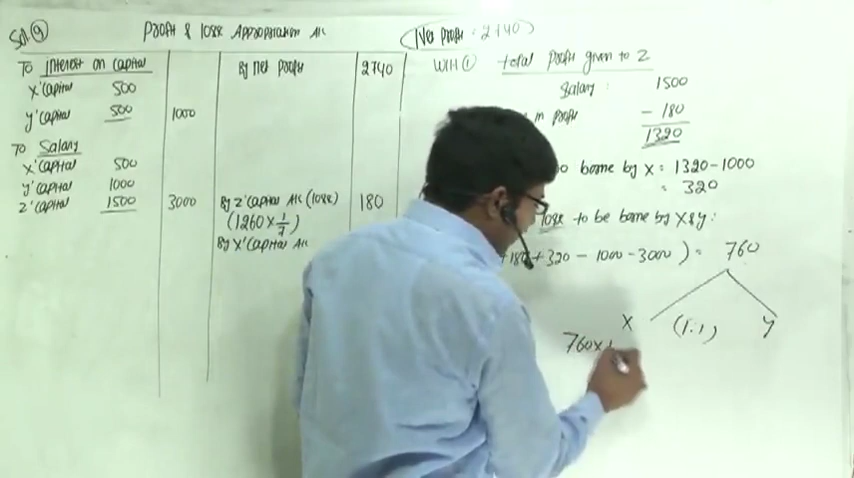 Sol ⑨
Profit & loss Appropriation A/c
(Net profit = 2740)
To Interest on capital
X' capital 500
Y' capital 500
1000
To Salary
X' capital 500
Y' capital 1000
Z' capital 1500
3000
By Net profit 2740
By Z' capital A/c (loss) 180
(1260 × 1/7)
By X' capital A/c
W/N ① total profit given to Z
Salary : 1500
in profit - 180
1320
borne by X = 1320 - 1000
= 320
loss to be borne by X & Y :
+ 180 + 320 - 1000 - 3000 ) = 760
X (1:1) Y
760 ×